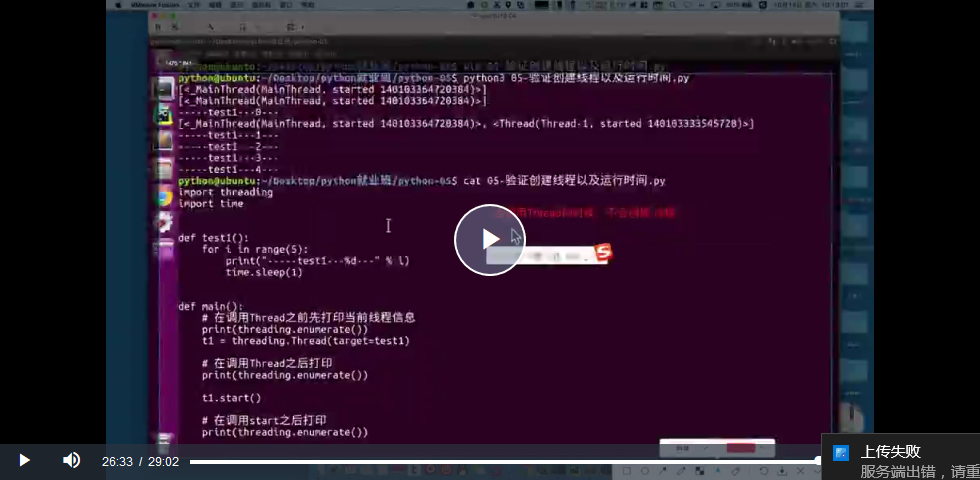 python@ubuntu:~/Desktop/python就业班/python-05$ python3 05-验证创建线程以及运行时间.py
[<_MainThread(MainThread, started 140103364720384)>]
[<_MainThread(MainThread, started 140103364720384)>]
-----test1---0---
[<_MainThread(MainThread, started 140103364720384)>, <Thread(Thread-1, started 140103333545728)>]
-----test1---1---
-----test1---2---
-----test1---3---
-----test1---4---
python@ubuntu:~/Desktop/python就业班/python-05$ cat 05-验证创建线程以及运行时间.py
import threading
import time
def test1():
for i in range(5):
print("-----test1---%d---" % i)
time.sleep(1)
def main():
# 在调用Thread之前先打印当前线程信息
print(threading.enumerate())
t1 = threading.Thread(target=test1)
# 在调用Thread之后打印
print(threading.enumerate())
t1.start()
# 在调用start之后打印
print(threading.enumerate())
26:33 / 29:02
上传失败
服务端出错，请重